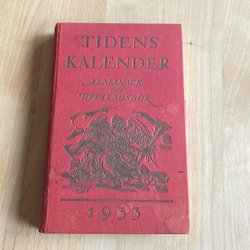 TIDENS
KALENDER
ALMANACK
OCH
UPPSLAGSBOK
1933